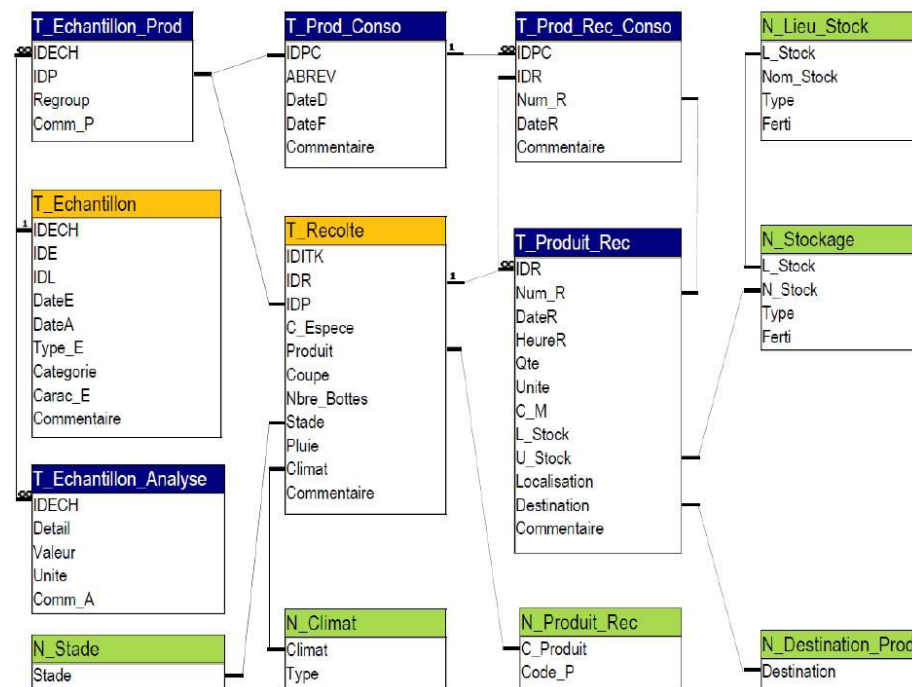 T_Echantillon_Prod
IDECH
IDP
Regroup
Comm_P
T_Prod_Conso
IDPC
ABREV
DateD
DateF
Commentaire
T_Prod_Rec_Conso
IDPC
IDR
Num_R
DateR
Commentaire
N_Lieu_Stock
L_Stock
Nom_Stock
Type
Ferti
T_Echantillon
IDECH
IDE
IDL
DateE
DateA
Type_E
Categorie
Carac_E
Commentaire
T_Recolte
IDITK
IDR
IDP
C_Espece
Produit
Coupe
Nbre_Bottes
Stade
Pluie
Climat
Commentaire
T_Produit_Rec
IDR
Num_R
DateR
HeureR
Qte
Unite
C_M
L_Stock
U_Stock
Localisation
Destination
Commentaire
N_Stockage
L_Stock
N_Stock
Type
Ferti
T_Echantillon_Analyse
IDECH
Detail
Valeur
Unite
Comm_A
N_Stade
Stade
N_Climat
Climat
Type
N_Produit_Rec
C_Produit
Code_P
N_Destination_Prod
Destination
1
∞
1
1
∞
∞
∞